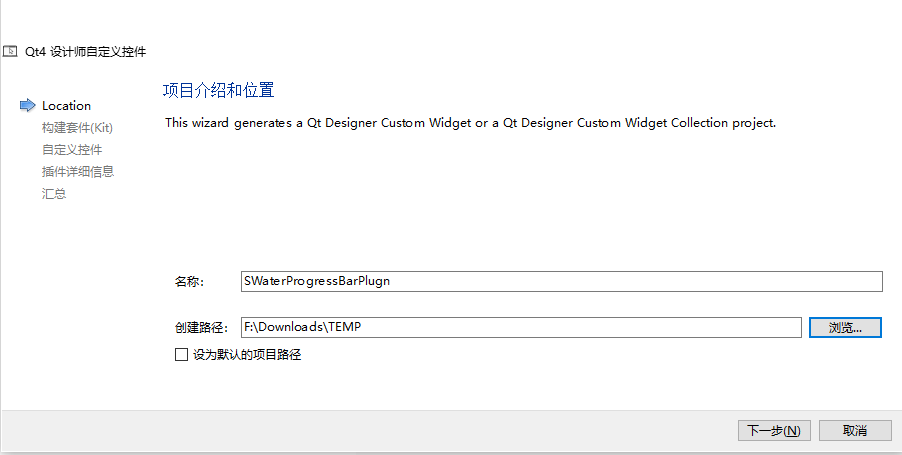 Qt4 设计师自定义控件
项目介绍和位置
Location
This wizard generates a Qt Designer Custom Widget or a Qt Designer Custom Widget Collection project.
构建套件(Kit)
自定义控件
插件详细信息
汇总
名称: SWaterProgressBarPlugn
创建路径: F:\Downloads\TEMP 浏览...
设为默认的项目路径
下一步(N) 取消